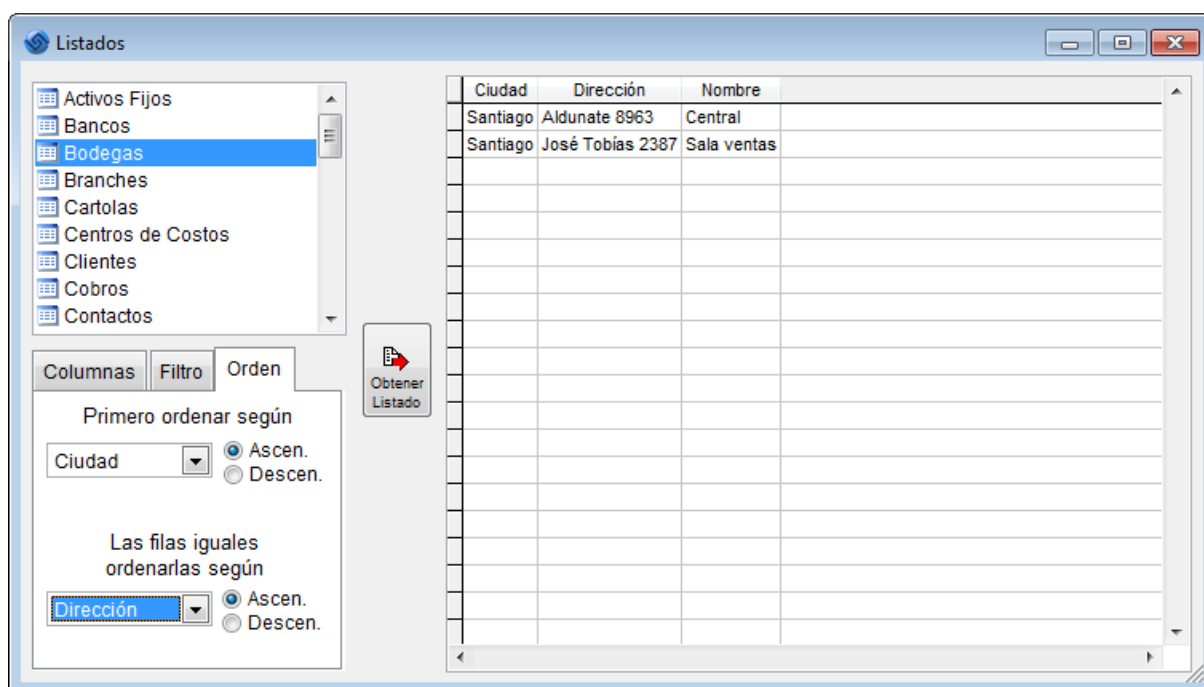 Listados
Activos Fijos
Bancos
Bodegas
Branches
Cartolas
Centros de Costos
Clientes
Cobros
Contactos
Columnas Filtro Orden
Primero ordenar según
Ciudad
Ascen.
Descen.
Las filas iguales
ordenarlas según
Dirección
Ascen.
Descen.
Obtener
Listado
Ciudad Dirección Nombre
Santiago Aldunate 8963 Central
Santiago José Tobías 2387 Sala ventas